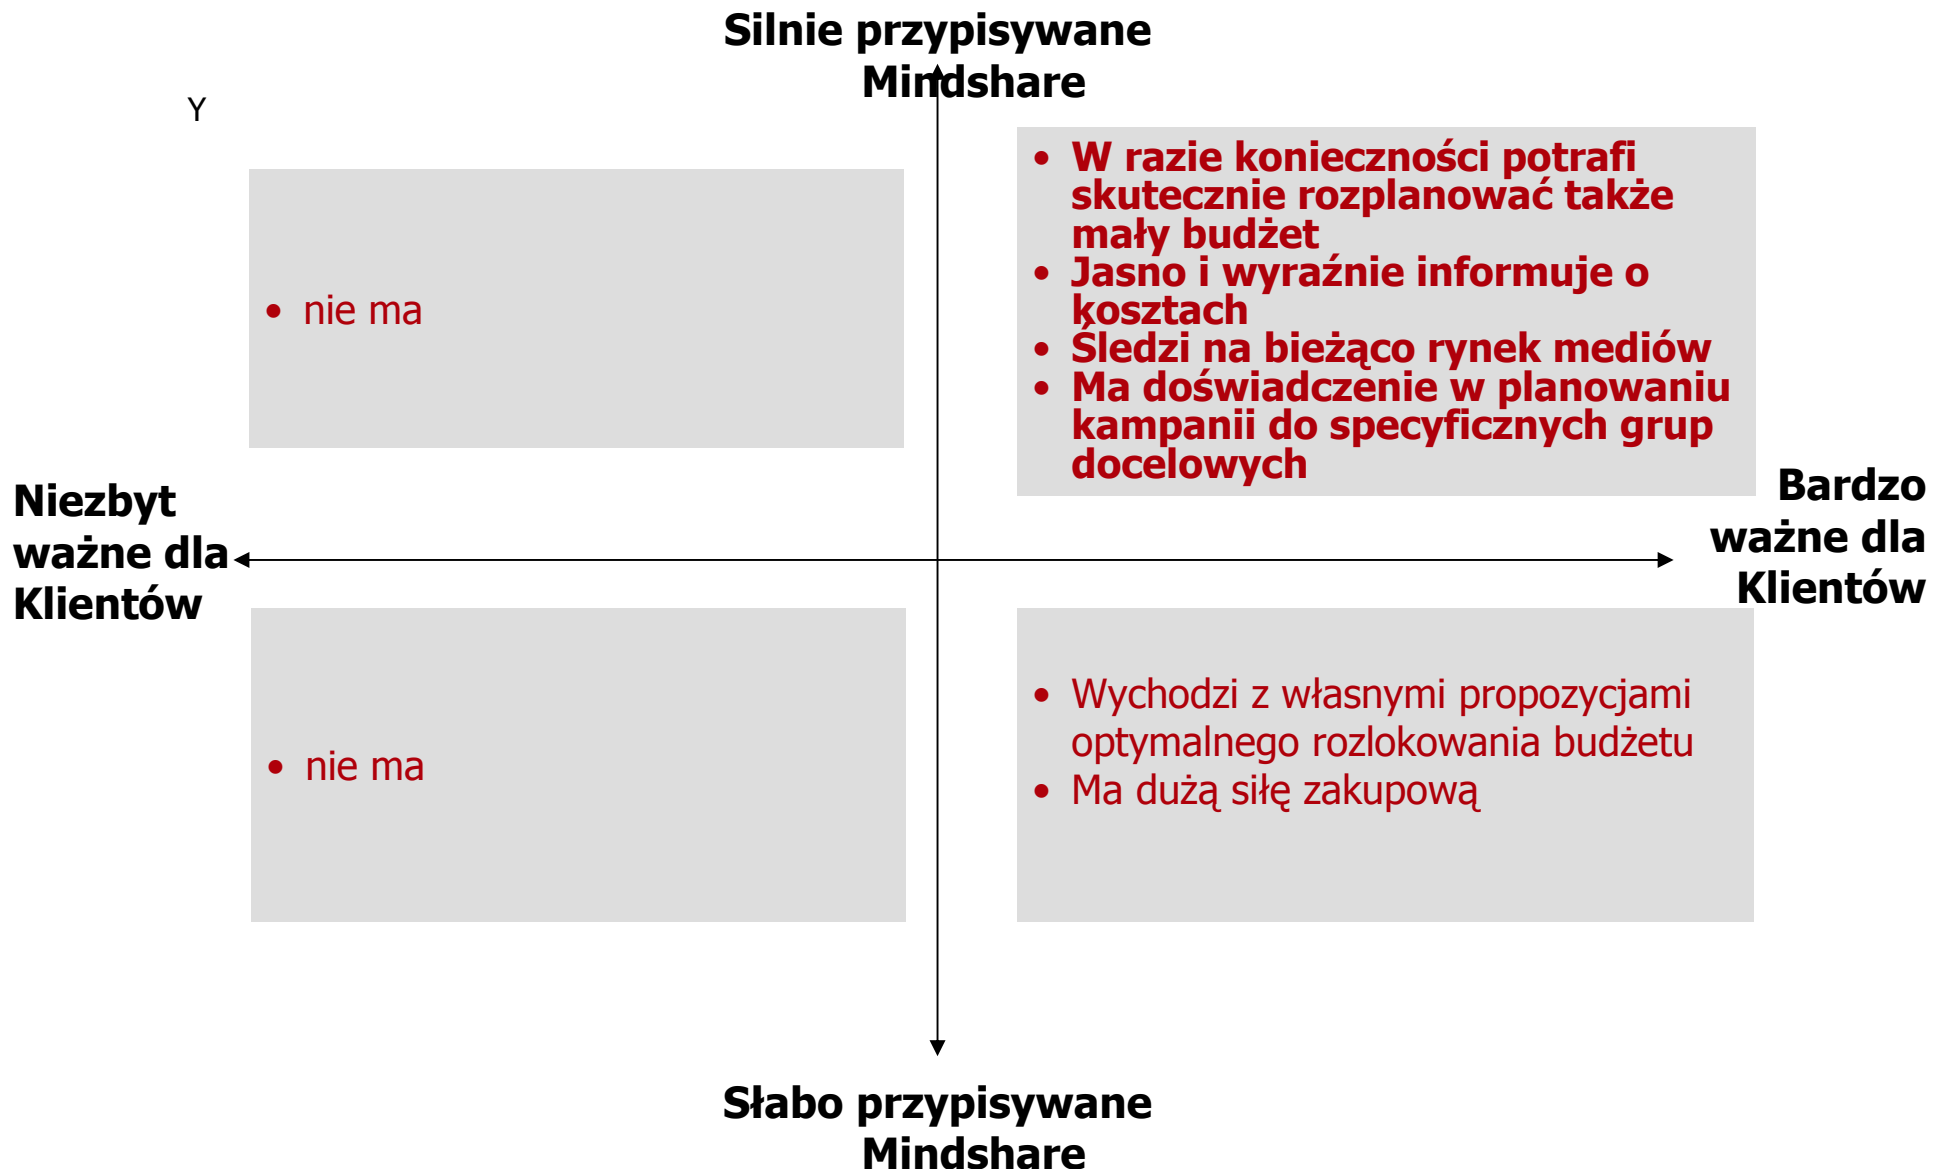 Silnie przypisywane
Mindshare
Y
• nie ma
• W razie konieczności potrafi
skutecznie rozplanować także
mały budżet
• Jasno i wyraźnie informuje o
kosztach
• Śledzi na bieżąco rynek mediów
• Ma doświadczenie w planowaniu
kampanii do specyficznych grup
docelowych
Niezbyt
ważne dla
Klientów
Bardzo
ważne dla
Klientów
• nie ma
• Wychodzi z własnymi propozycjami
optymalnego rozlokowania budżetu
• Ma dużą siłę zakupową
Słabo przypisywane
Mindshare